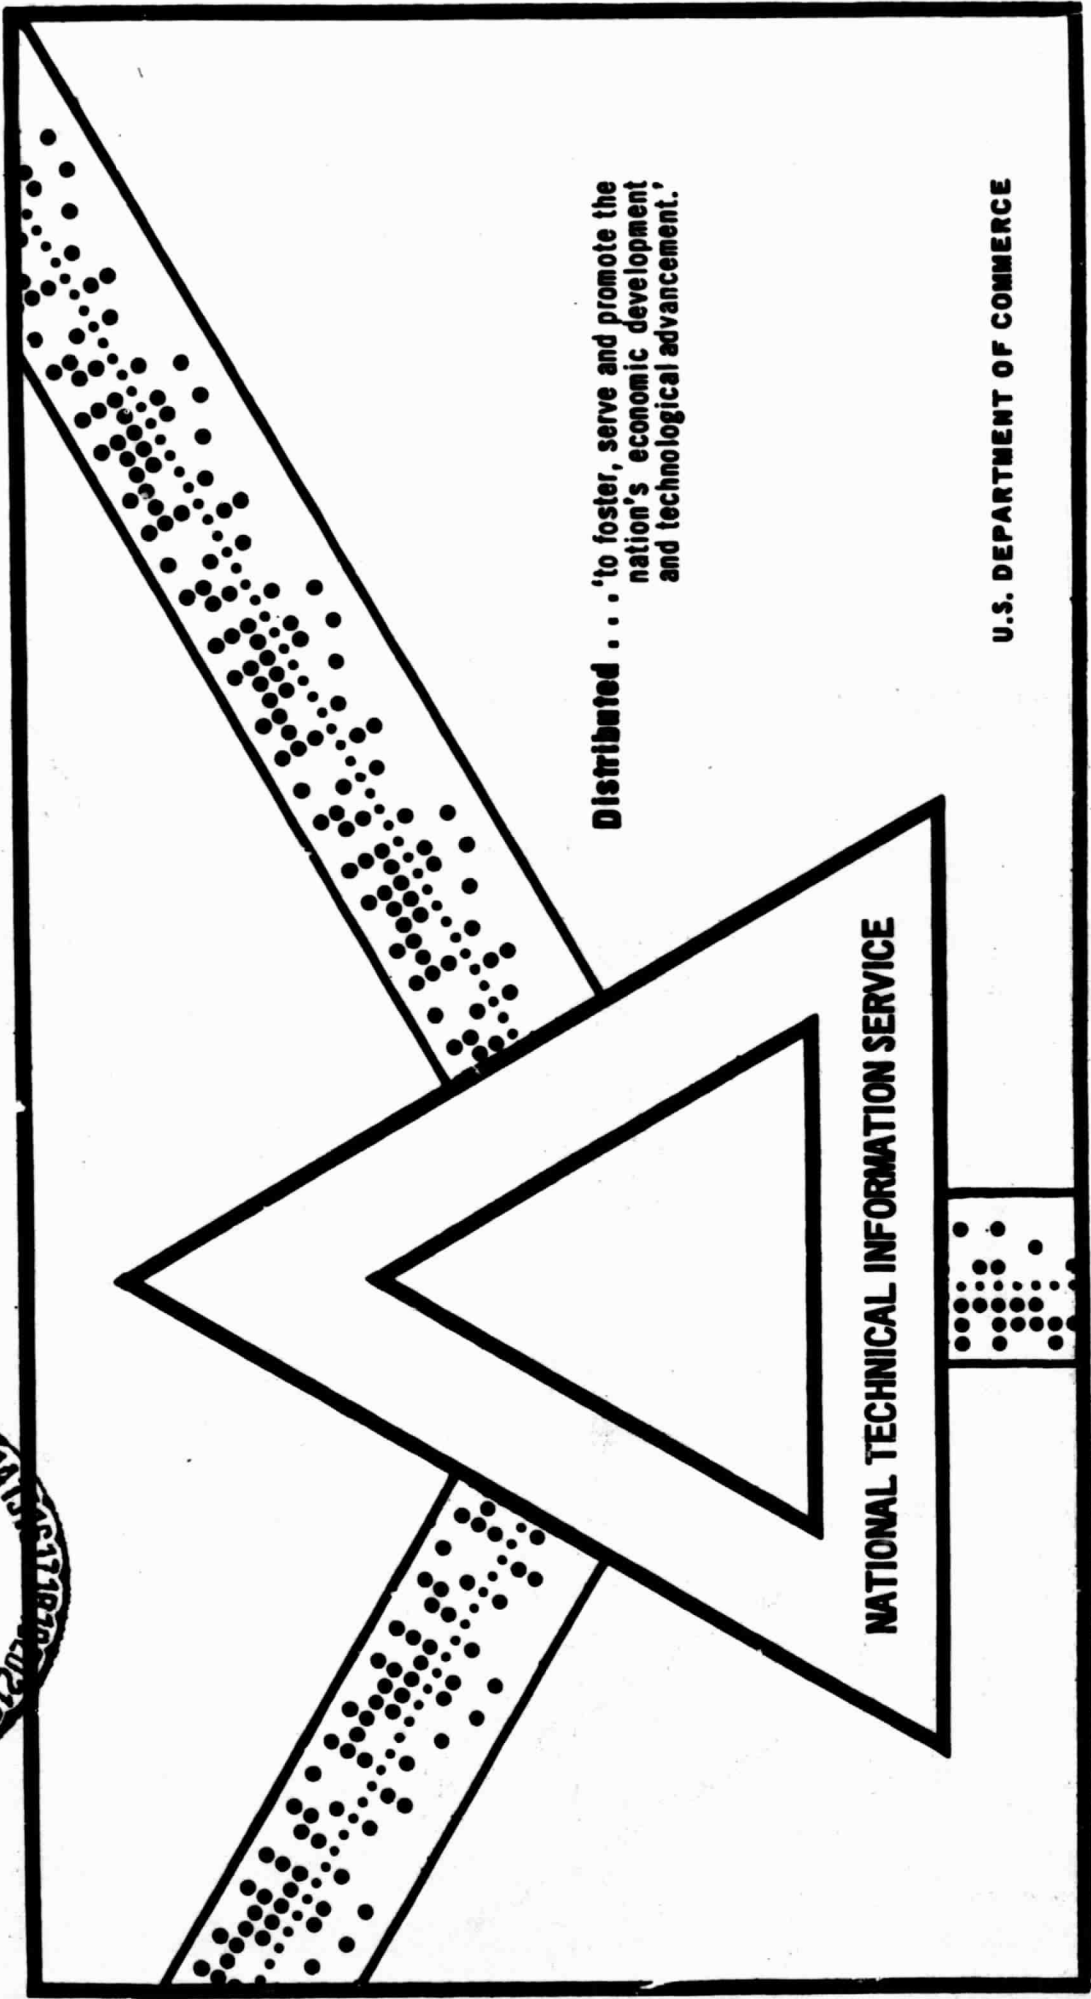 Distributed . . . 'to foster, serve and promote the
nation's economic development
and technological advancement.'
NATIONAL TECHNICAL INFORMATION SERVICE
U.S. DEPARTMENT OF COMMERCE